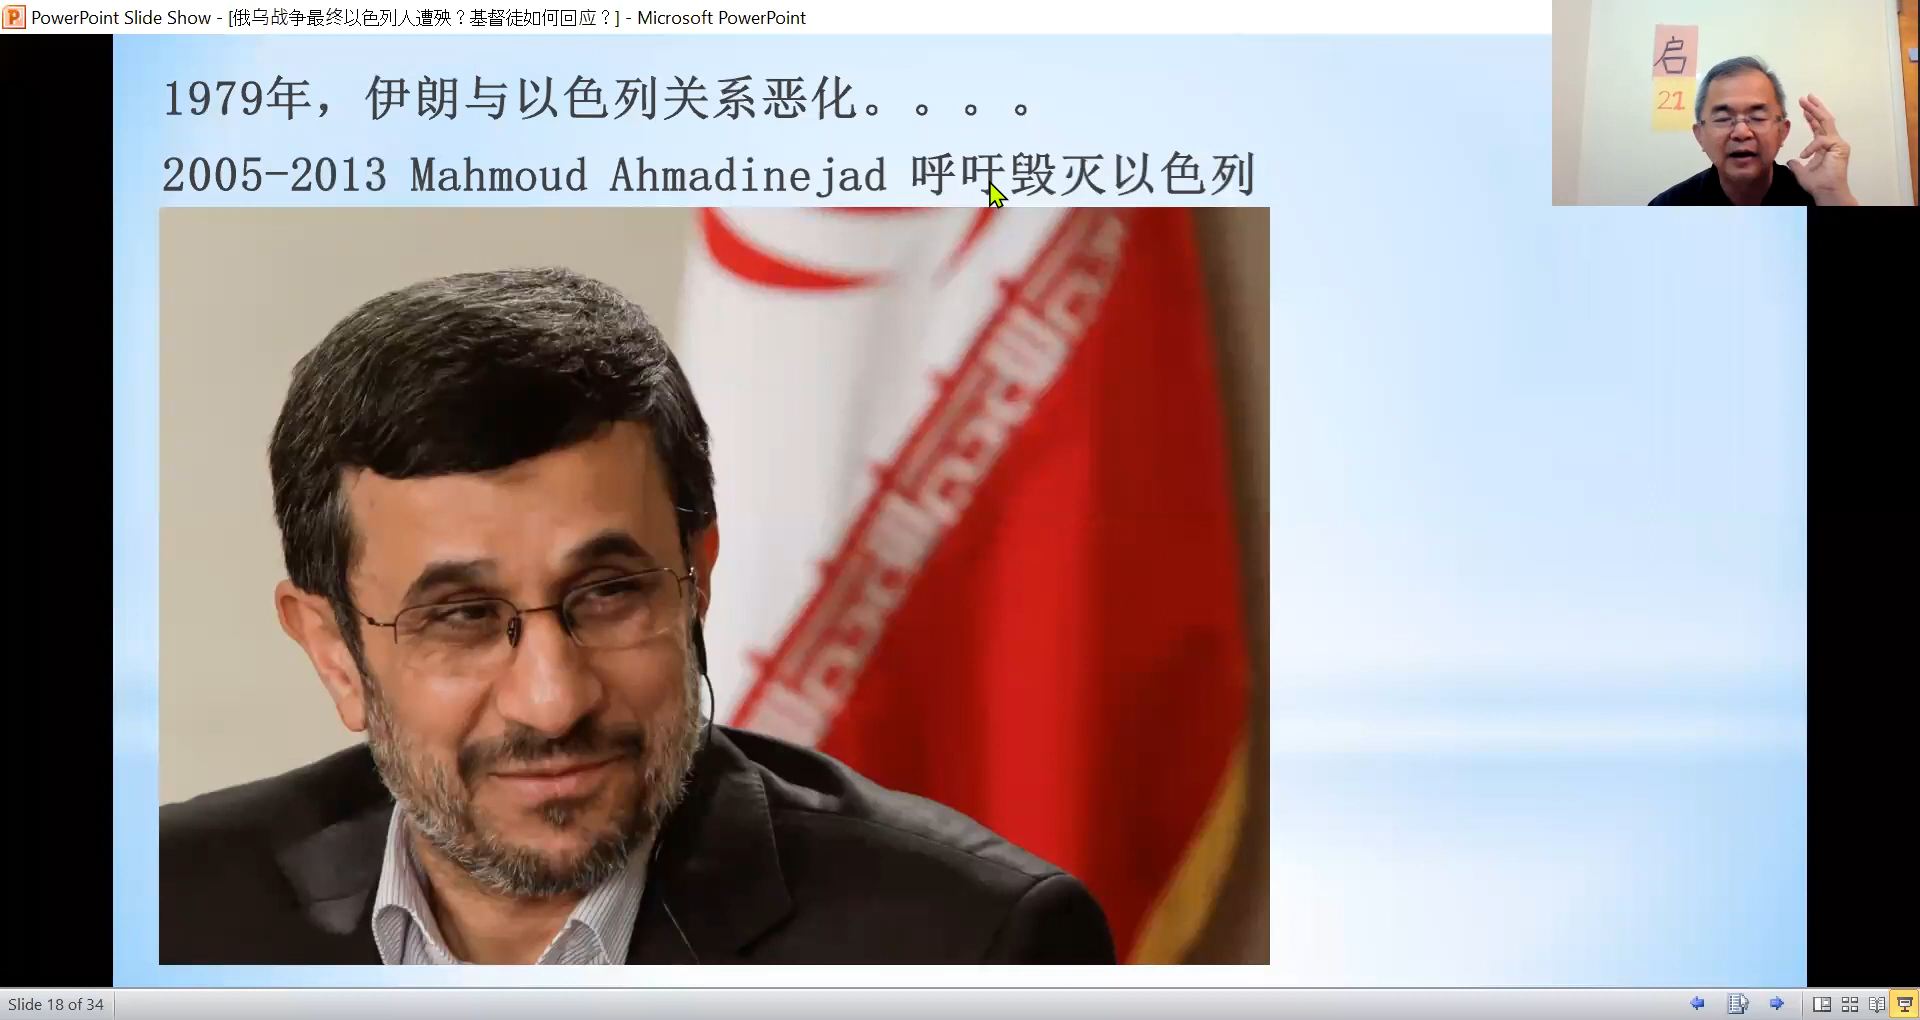 PowerPoint Slide Show - [俄乌战争最终以色列人遭殃？基督徒如何回应？] - Microsoft PowerPoint
1979年，伊朗与以色列关系恶化。。。。
2005-2013 Mahmoud Ahmadinejad 呼吁毁灭以色列
启
21
Slide 18 of 34